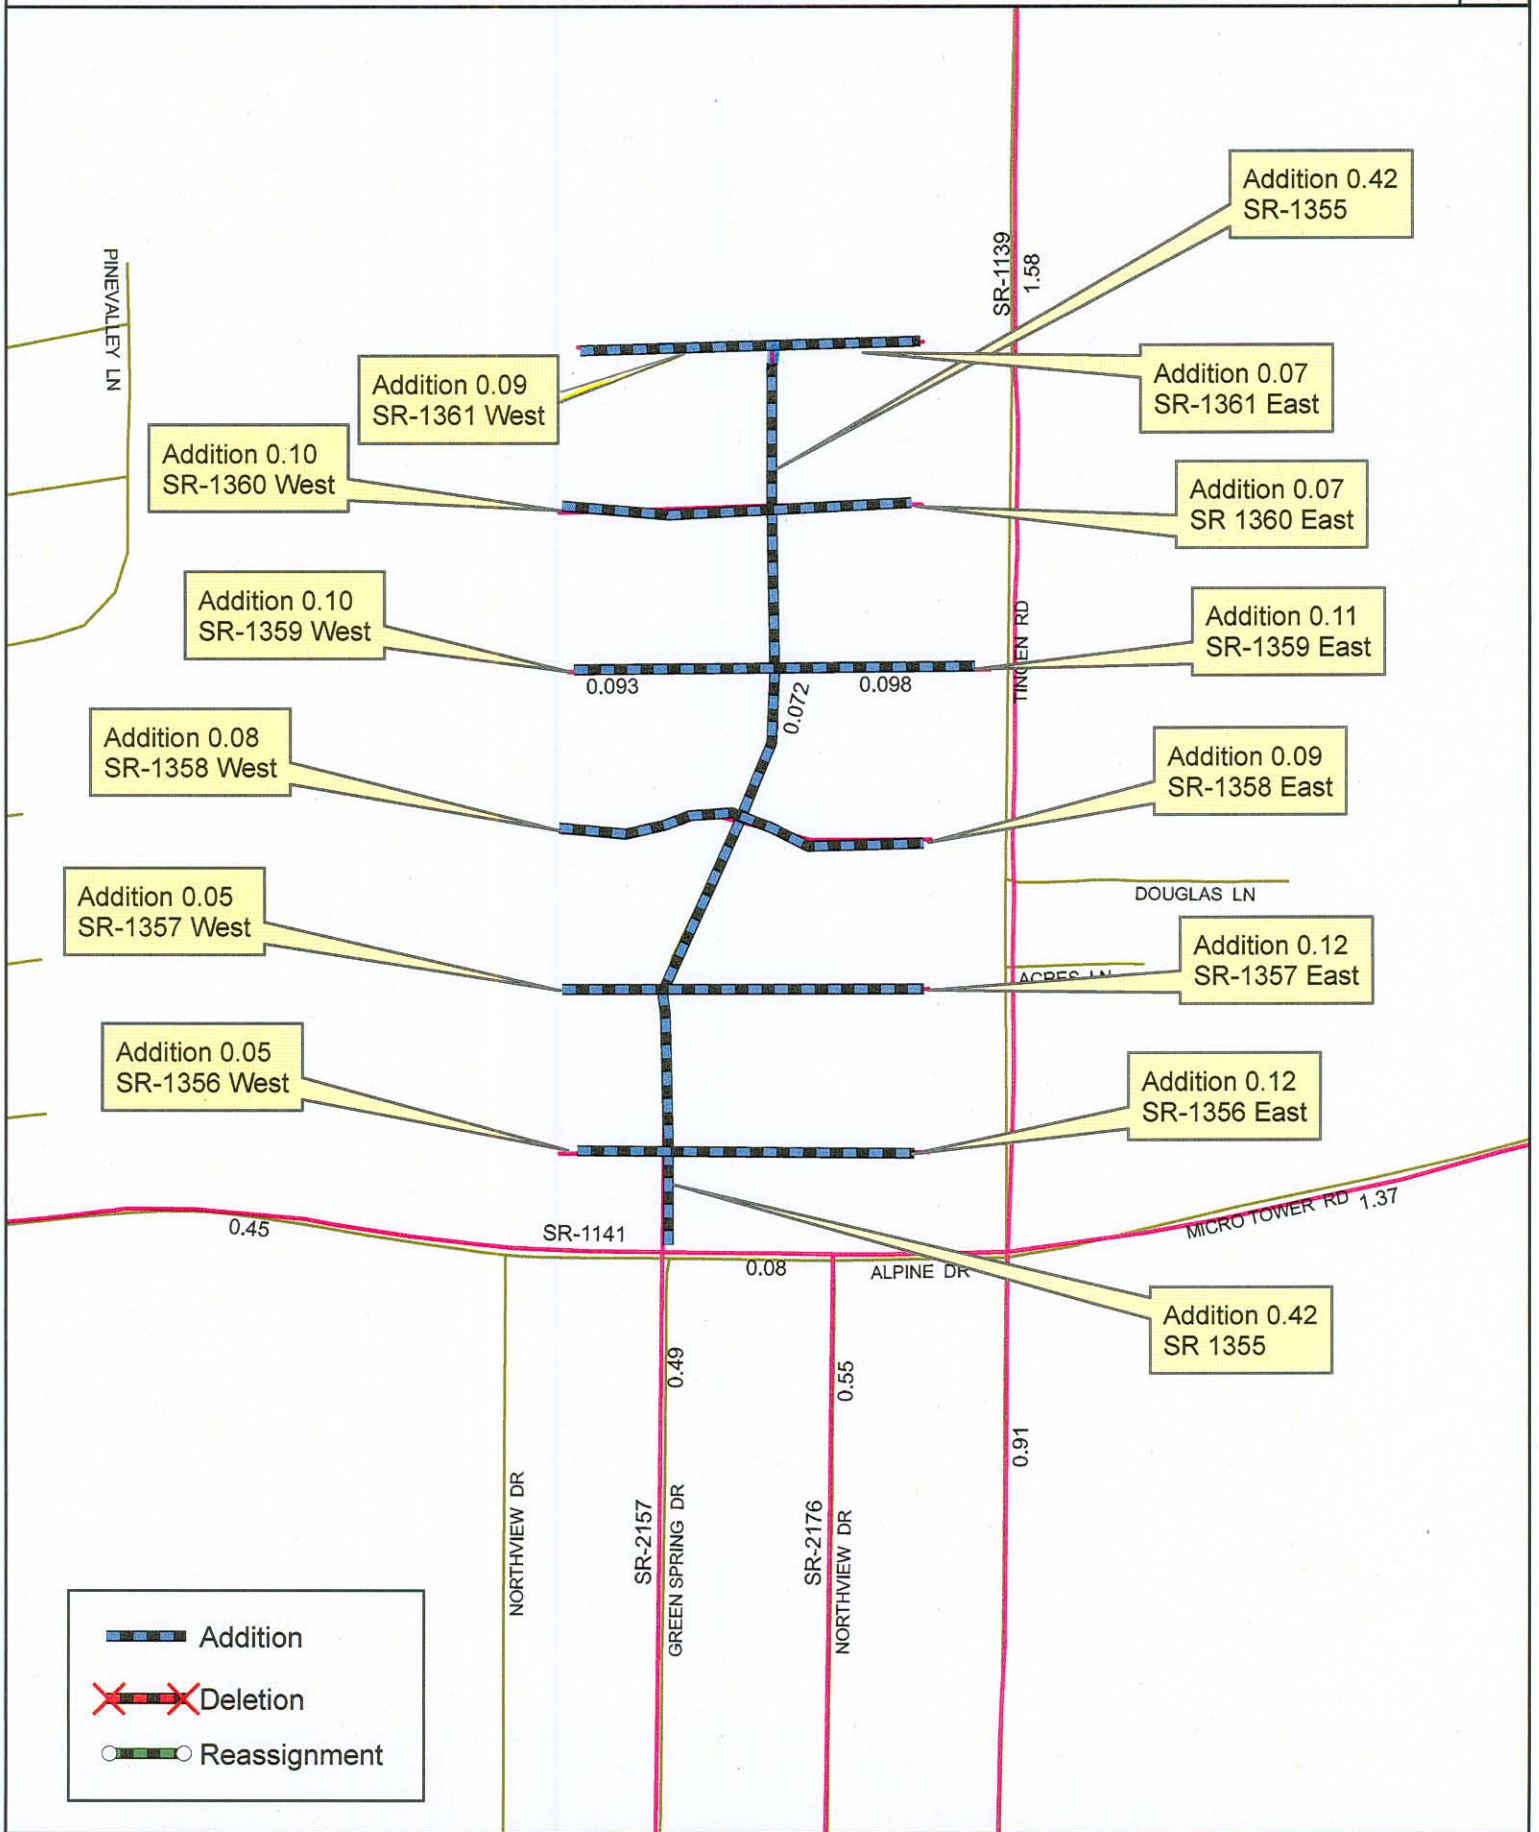 Addition 0.42
SR-1355
SR-1139
1.58
PINEVALLEY LN
Addition 0.09
SR-1361 West
Addition 0.07
SR-1361 East
Addition 0.10
SR-1360 West
Addition 0.07
SR 1360 East
Addition 0.10
SR-1359 West
Addition 0.11
SR-1359 East
TINGEN RD
0.093
0.098
0.072
Addition 0.08
SR-1358 West
Addition 0.09
SR-1358 East
DOUGLAS LN
Addition 0.05
SR-1357 West
Addition 0.12
SR-1357 East
ACRES LN
Addition 0.05
SR-1356 West
Addition 0.12
SR-1356 East
MICRO TOWER RD 1.37
0.45
SR-1141
0.08
ALPINE DR
Addition 0.42
SR 1355
0.49
0.55
0.91
NORTHVIEW DR
SR-2157
GREEN SPRING DR
SR-2176
NORTHVIEW DR
Addition
Deletion
Reassignment